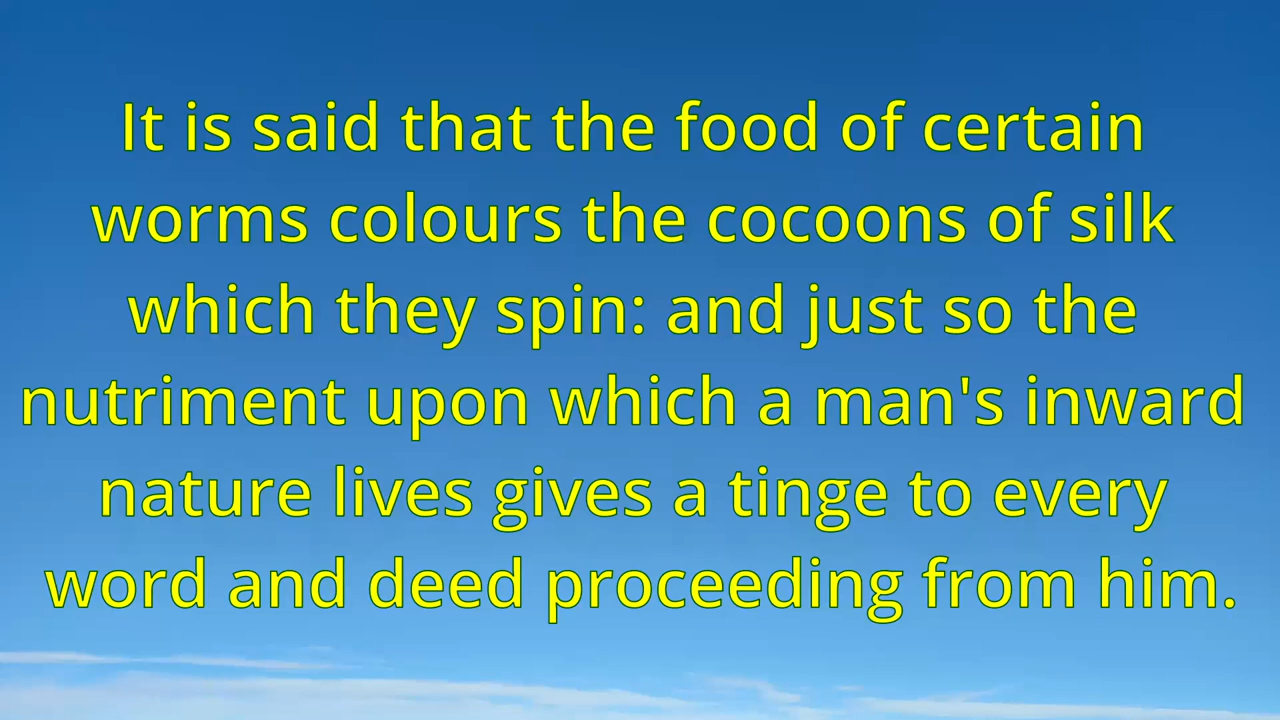 It is said that the food of certain
worms colours the cocoons of silk
which they spin: and just so the
nutriment upon which a man's inward
nature lives gives a tinge to every
word and deed proceeding from him.